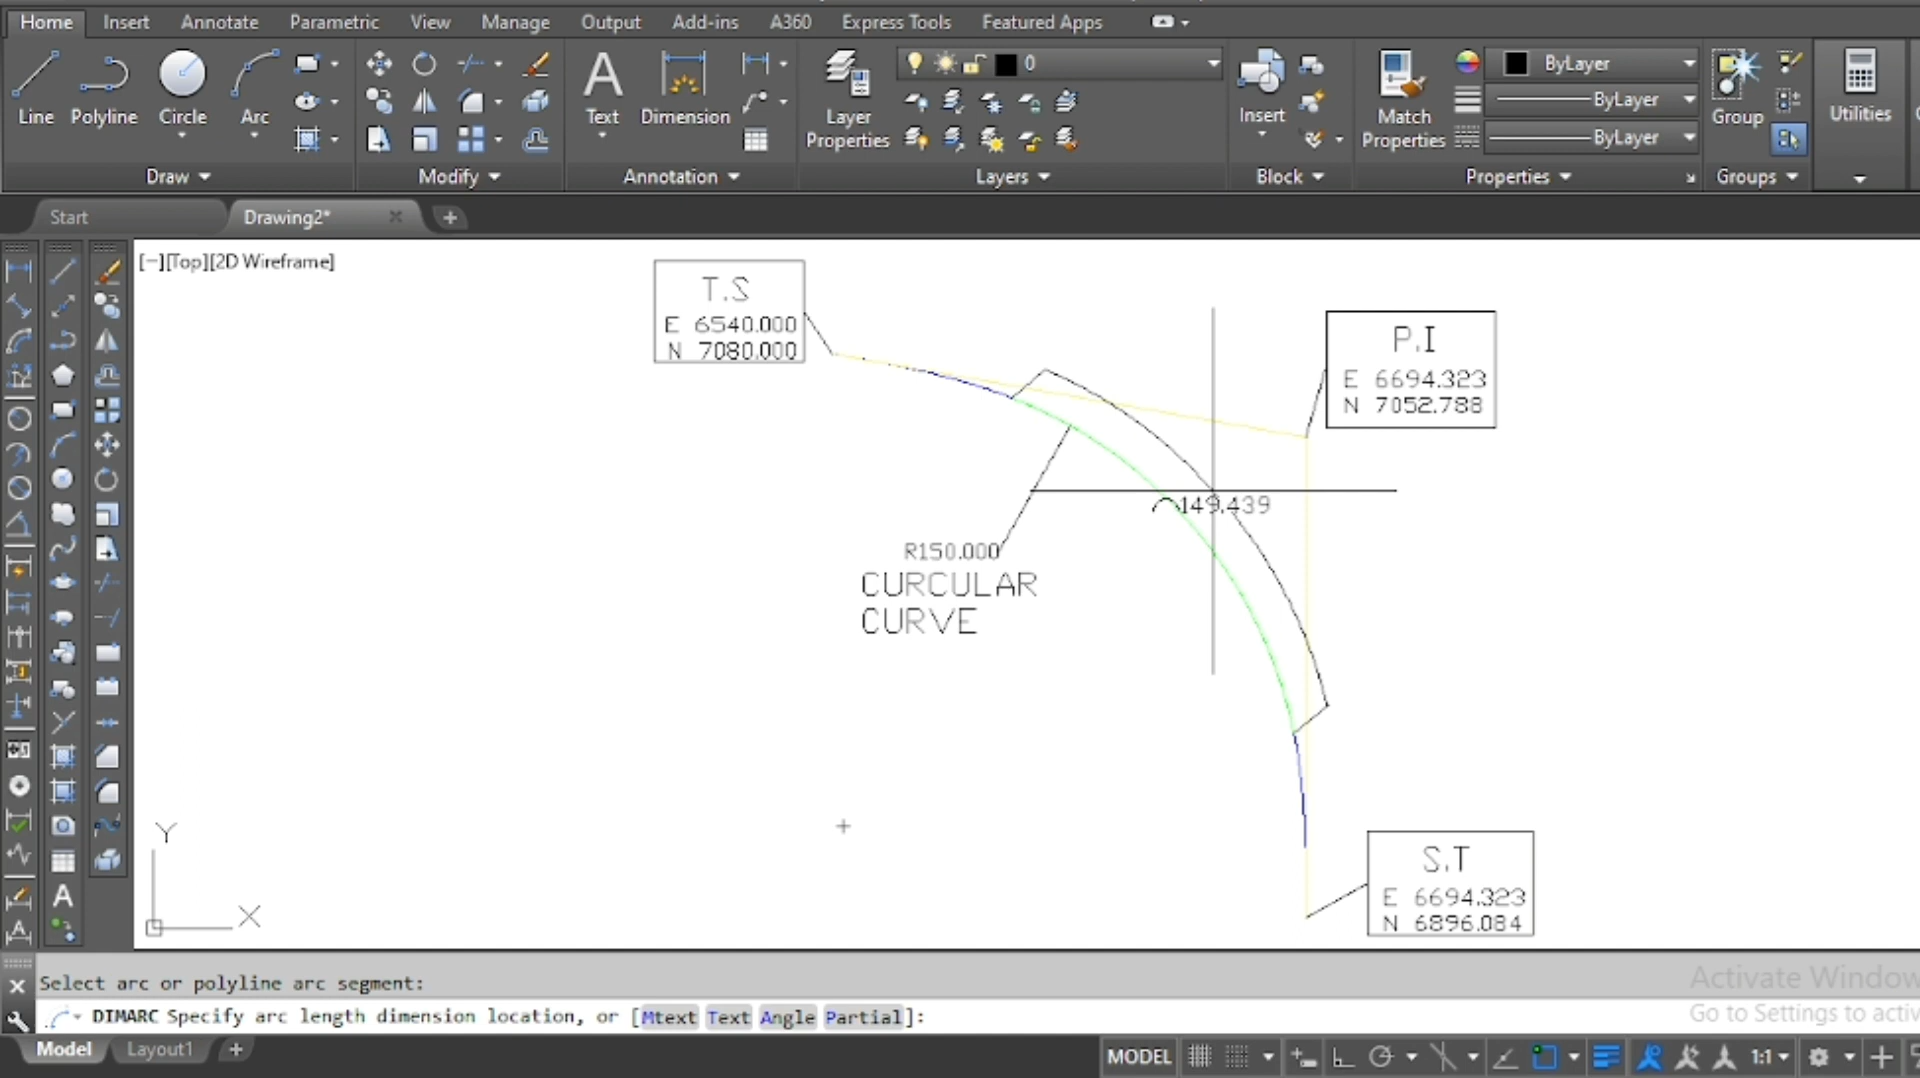 Home Insert Annotate Parametric View Manage Output Add-ins A360 Express Tools Featured Apps
Line Polyline Circle Arc
Text Dimension
Layer Properties
0
Insert
Match Properties
ByLayer
ByLayer
ByLayer
Group
Utilities
Draw Modify Annotation Layers Block Properties Groups
Start Drawing2*
[−][Top][2D Wireframe]
T.S
E 6540.000
N 7080.000
P.I
E 6694.323
N 7052.788
149.439
R150.000
CURCULAR
CURVE
Y
X
S.T
E 6694.323
N 6896.084
Select arc or polyline arc segment:
DIMARC Specify arc length dimension location, or [Mtext Text Angle Partial]:
Activate Window
Go to Settings to activ
Model Layout1 +
MODEL 1:1